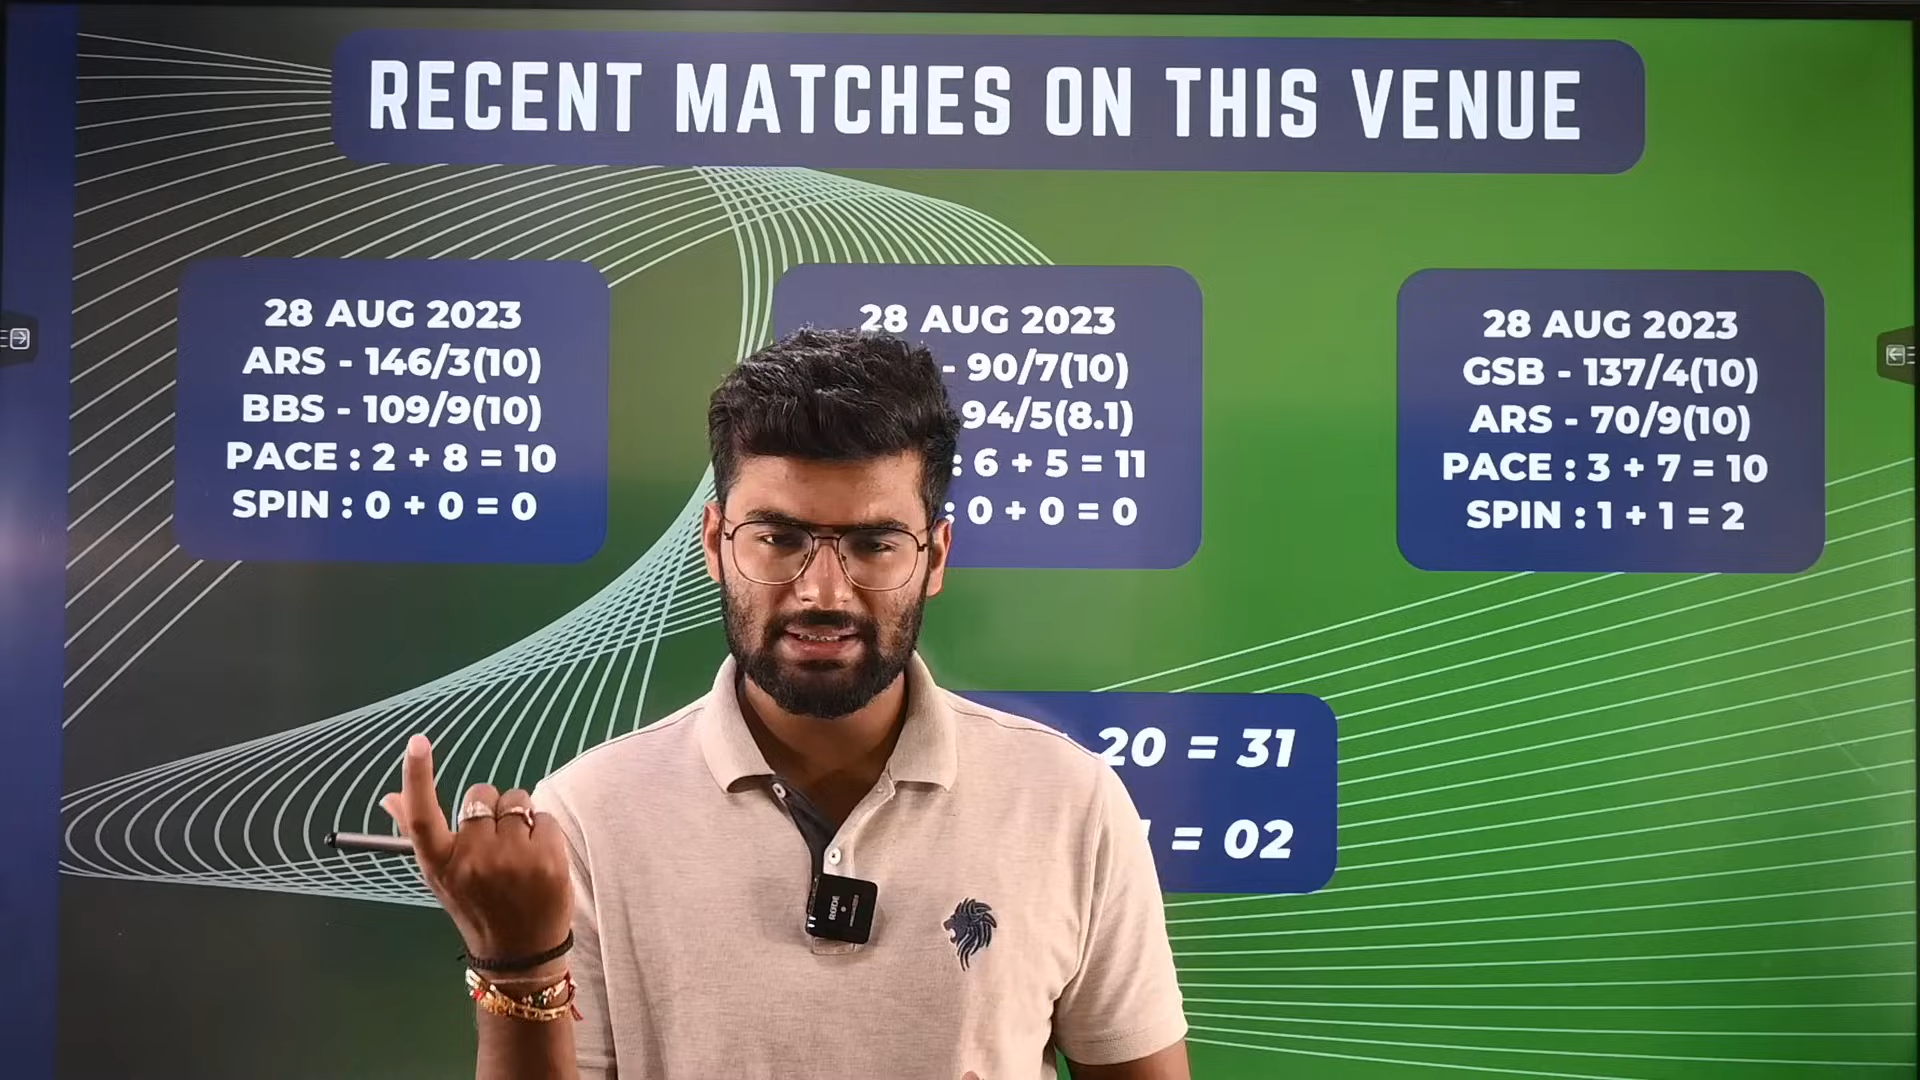 RECENT MATCHES ON THIS VENUE
28 AUG 2023
ARS - 146/3(10)
BBS - 109/9(10)
PACE : 2 + 8 = 10
SPIN : 0 + 0 = 0
28 AUG 2023
- 90/7(10)
94/5(8.1)
: 6 + 5 = 11
: 0 + 0 = 0
28 AUG 2023
GSB - 137/4(10)
ARS - 70/9(10)
PACE : 3 + 7 = 10
SPIN : 1 + 1 = 2
20 = 31
= 02
RODE